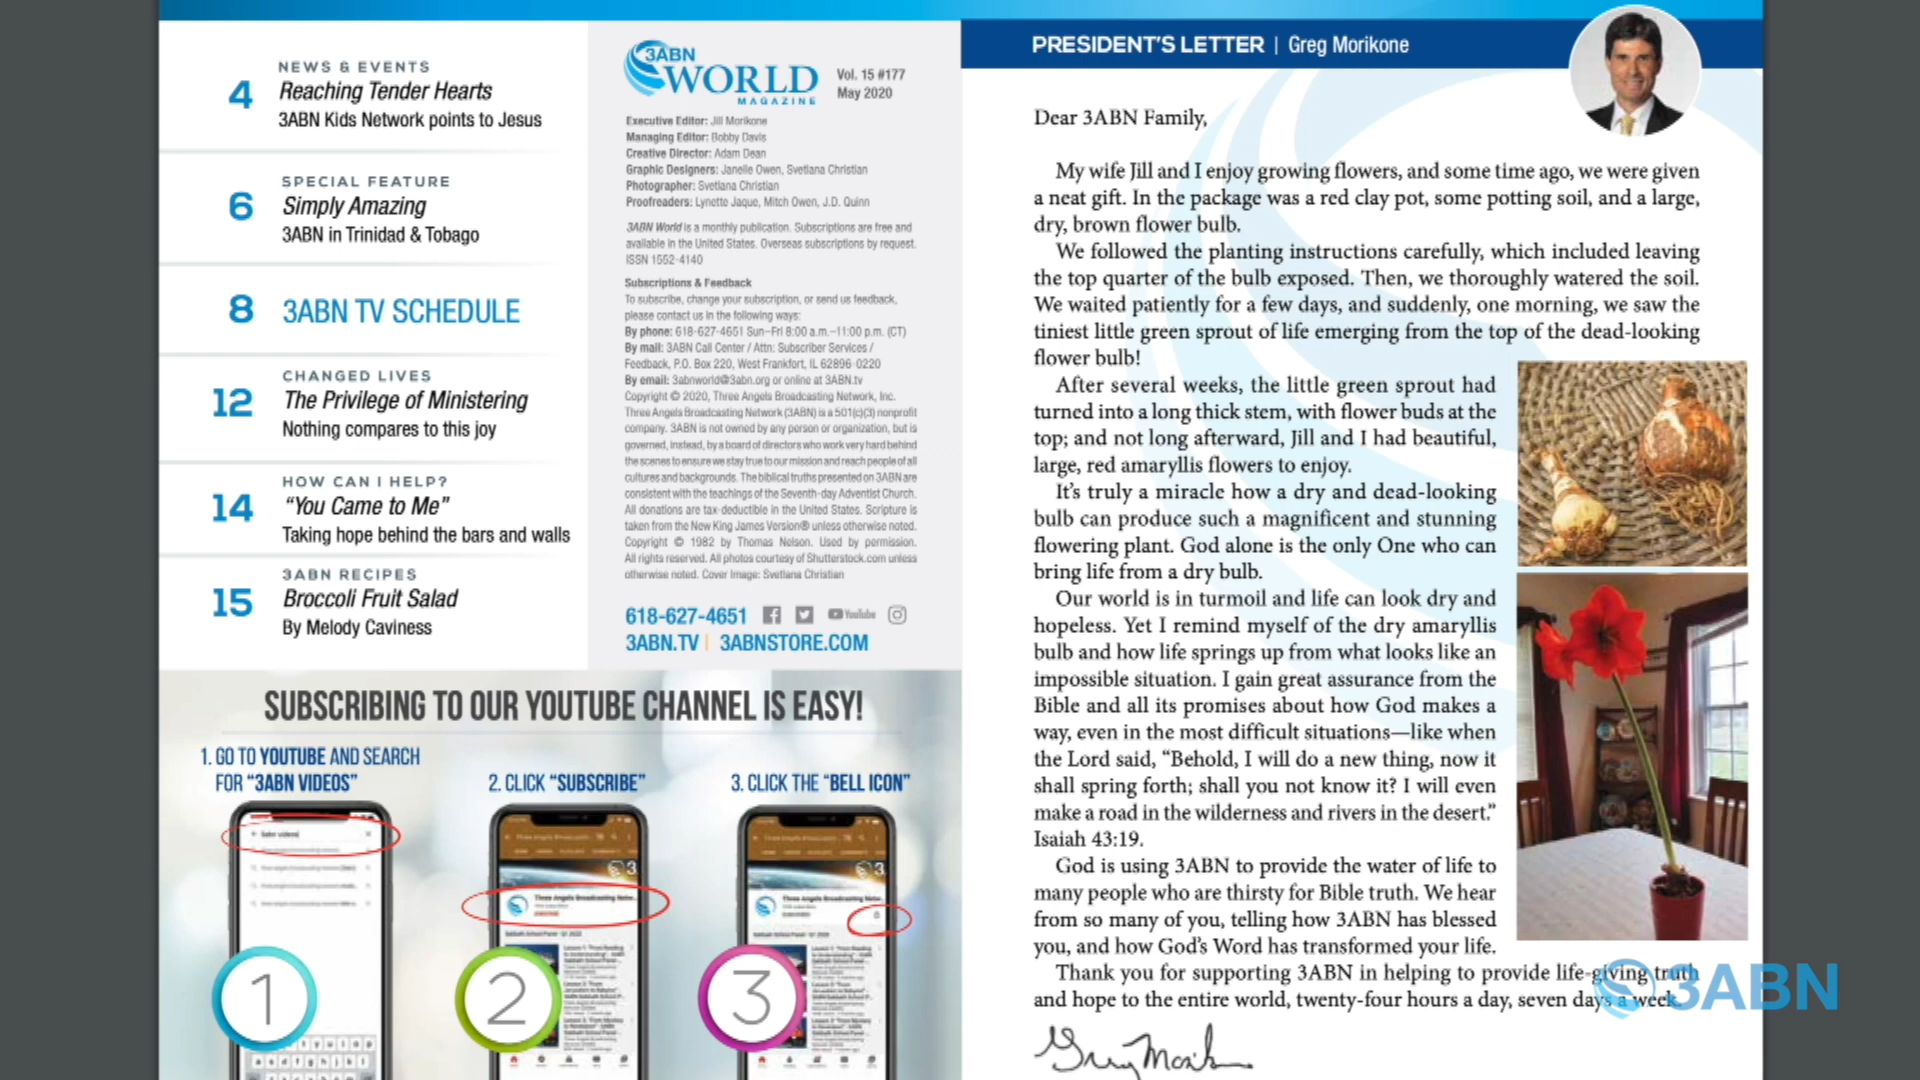 4
NEWS & EVENTS
Reaching Tender Hearts
3ABN Kids Network points to Jesus
6
SPECIAL FEATURE
Simply Amazing
3ABN in Trinidad & Tobago
8
3ABN TV SCHEDULE
12
CHANGED LIVES
The Privilege of Ministering
Nothing compares to this joy
14
HOW CAN I HELP?
“You Came to Me”
Taking hope behind the bars and walls
15
3ABN RECIPES
Broccoli Fruit Salad
By Melody Caviness
3ABN
WORLD
MAGAZINE
Vol. 15 #177
May 2020
Executive Editor: Jill Morikone
Managing Editor: Bobby Davis
Creative Director: Adam Dean
Graphic Designers: Janelle Owen, Svetlana Christian
Photographer: Svetlana Christian
Proofreaders: Lynette Jaque, Mitch Owen, J.D. Quinn
3ABN World is a monthly publication. Subscriptions are free and
available in the United States. Overseas subscriptions by request.
ISSN 1552-4140
Subscriptions & Feedback
To subscribe, change your subscription, or send us feedback,
please contact us in the following ways:
By phone: 618-627-4651 Sun–Fri 8:00 a.m.–11:00 p.m. (CT)
By mail: 3ABN Call Center / Attn: Subscriber Services /
Feedback, P.O. Box 220, West Frankfort, IL 62896-0220
By email: 3abnworld@3abn.org or online at 3ABN.tv
Copyright © 2020, Three Angels Broadcasting Network, Inc.
Three Angels Broadcasting Network (3ABN) is a 501(c)(3) nonprofit
company. 3ABN is not owned by any person or organization, but is
governed, instead, by a board of directors who work very hard behind
the scenes to ensure we stay true to our mission and reach people of all
cultures and backgrounds. The biblical truths presented on 3ABN are
consistent with the teachings of the Seventh-day Adventist Church.
All donations are tax-deductible in the United States. Scripture is
taken from the New King James Version® unless otherwise noted.
Copyright © 1982 by Thomas Nelson. Used by permission.
All rights reserved. All photos courtesy of Shutterstock.com unless
otherwise noted. Cover Image: Svetlana Christian
618-627-4651 YouTube
3ABN.TV | 3ABNSTORE.COM
SUBSCRIBING TO OUR YOUTUBE CHANNEL IS EASY!
1. GO TO YOUTUBE AND SEARCH
FOR “3ABN VIDEOS”
2. CLICK “SUBSCRIBE”
3. CLICK THE “BELL ICON”
1
2
3
PRESIDENT'S LETTER | Greg Morikone
Dear 3ABN Family,
My wife Jill and I enjoy growing flowers, and some time ago, we were given
a neat gift. In the package was a red clay pot, some potting soil, and a large,
dry, brown flower bulb.
We followed the planting instructions carefully, which included leaving
the top quarter of the bulb exposed. Then, we thoroughly watered the soil.
We waited patiently for a few days, and suddenly, one morning, we saw the
tiniest little green sprout of life emerging from the top of the dead-looking
flower bulb!
After several weeks, the little green sprout had
turned into a long thick stem, with flower buds at the
top; and not long afterward, Jill and I had beautiful,
large, red amaryllis flowers to enjoy.
It’s truly a miracle how a dry and dead-looking
bulb can produce such a magnificent and stunning
flowering plant. God alone is the only One who can
bring life from a dry bulb.
Our world is in turmoil and life can look dry and
hopeless. Yet I remind myself of the dry amaryllis
bulb and how life springs up from what looks like an
impossible situation. I gain great assurance from the
Bible and all its promises about how God makes a
way, even in the most difficult situations—like when
the Lord said, “Behold, I will do a new thing, now it
shall spring forth; shall you not know it? I will even
make a road in the wilderness and rivers in the desert.”
Isaiah 43:19.
God is using 3ABN to provide the water of life to
many people who are thirsty for Bible truth. We hear
from so many of you, telling how 3ABN has blessed
you, and how God’s Word has transformed your life.
Thank you for supporting 3ABN in helping to provide life-giving truth
and hope to the entire world, twenty-four hours a day, seven days a week.
3ABN